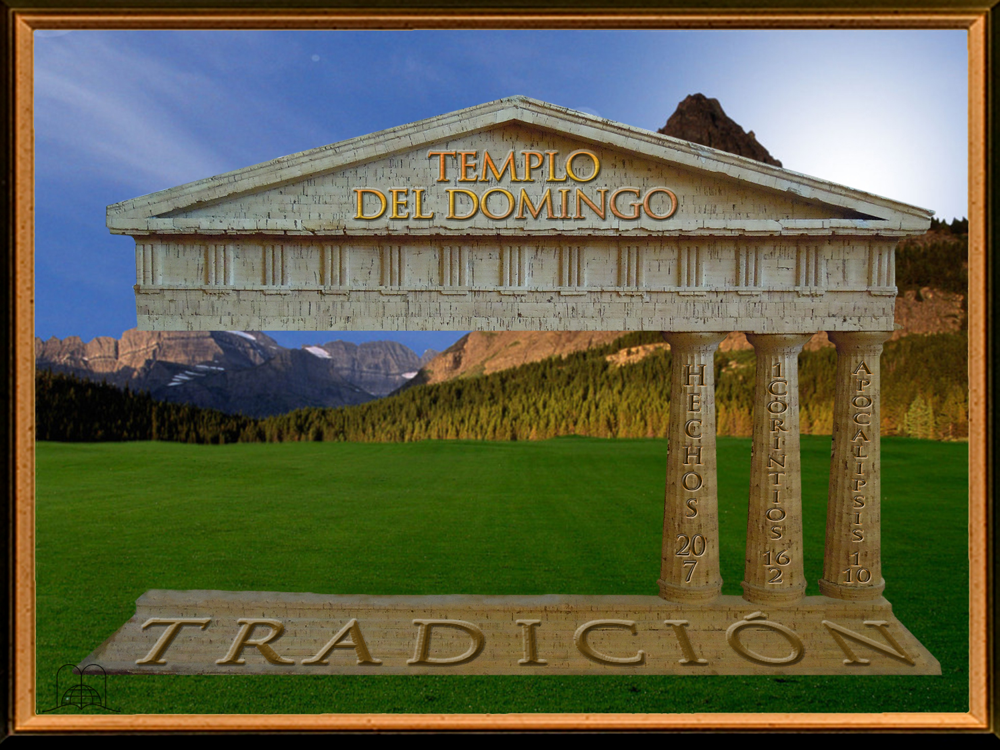 TEMPLO
DEL DOMINGO
HECHOS 20 7
1CORINTIOS 16 2
APOCALIPSIS 1 10
TRADICIÓN